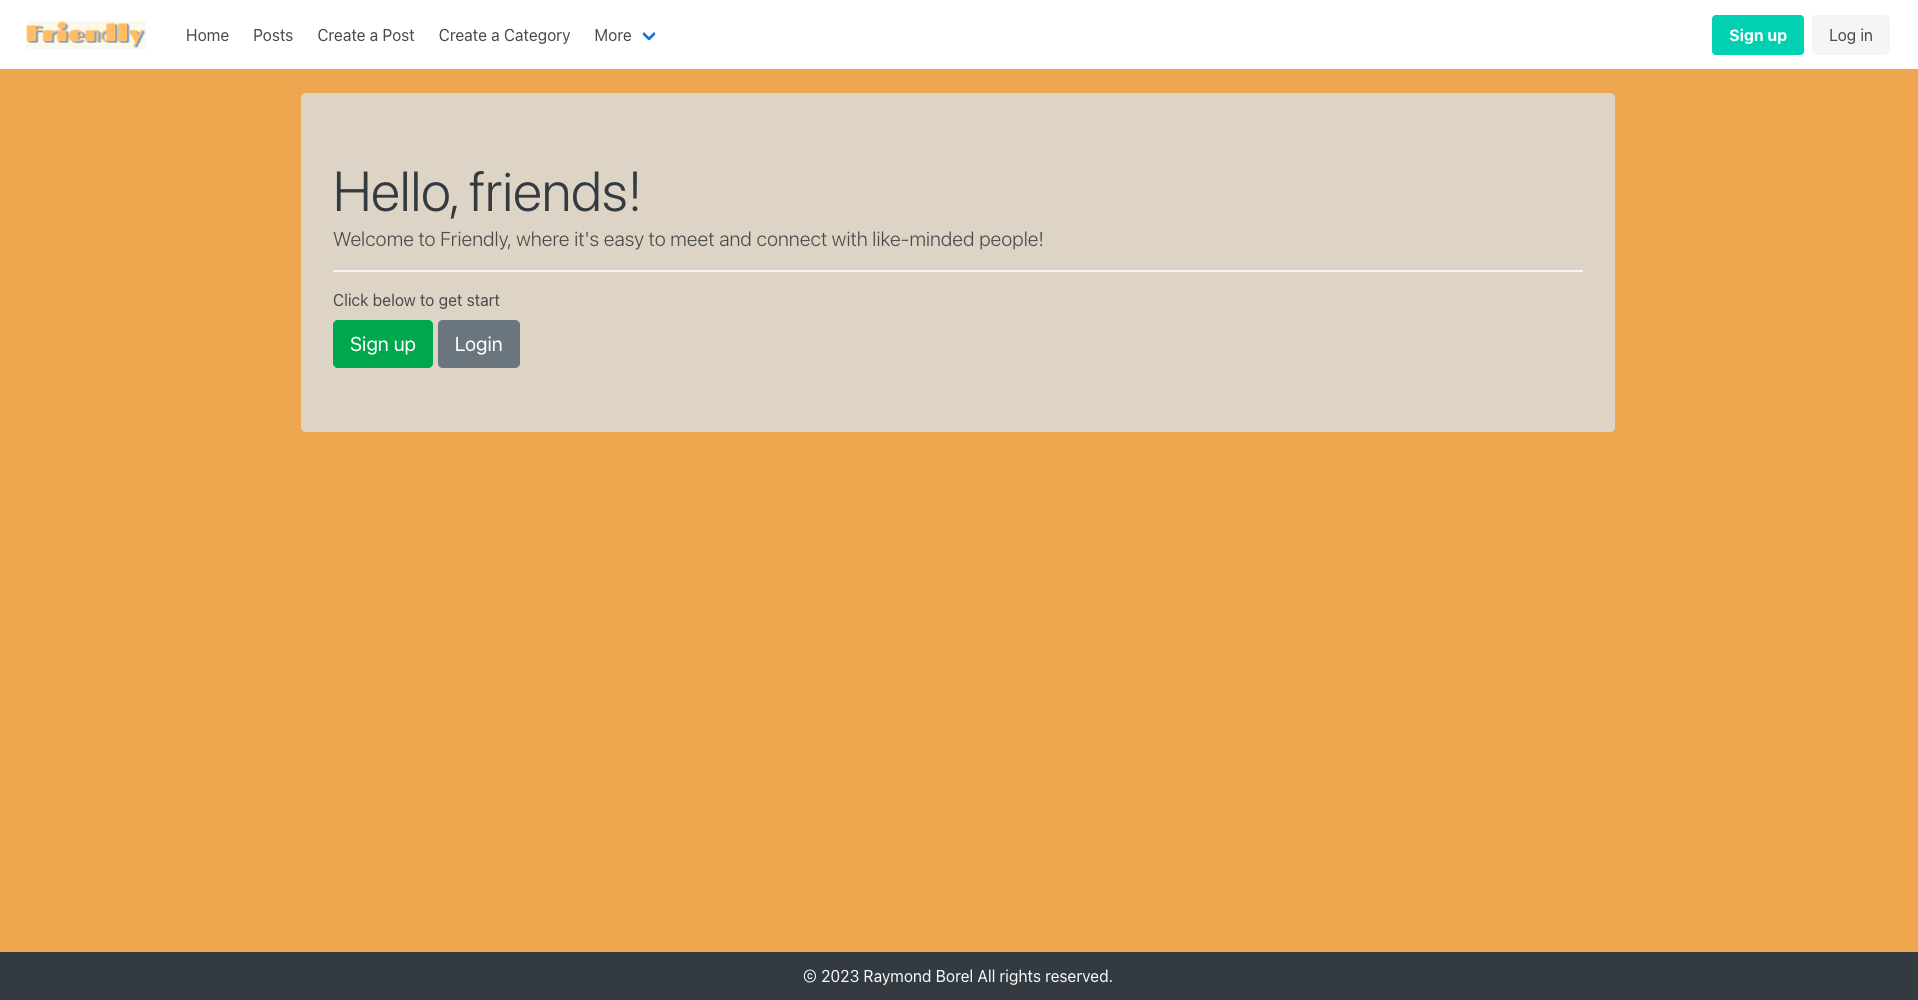 Friendly
Home Posts Create a Post Create a Category More Sign up Log in
Hello, friends!
Welcome to Friendly, where it's easy to meet and connect with like-minded people!
Click below to get start
Sign up Login
© 2023 Raymond Borel All rights reserved.